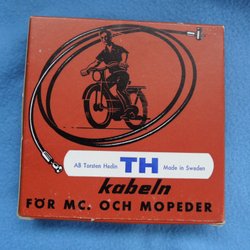 AB Torsten Hedin TH Made in Sweden
kabeln
FÖR MC. OCH MOPEDER